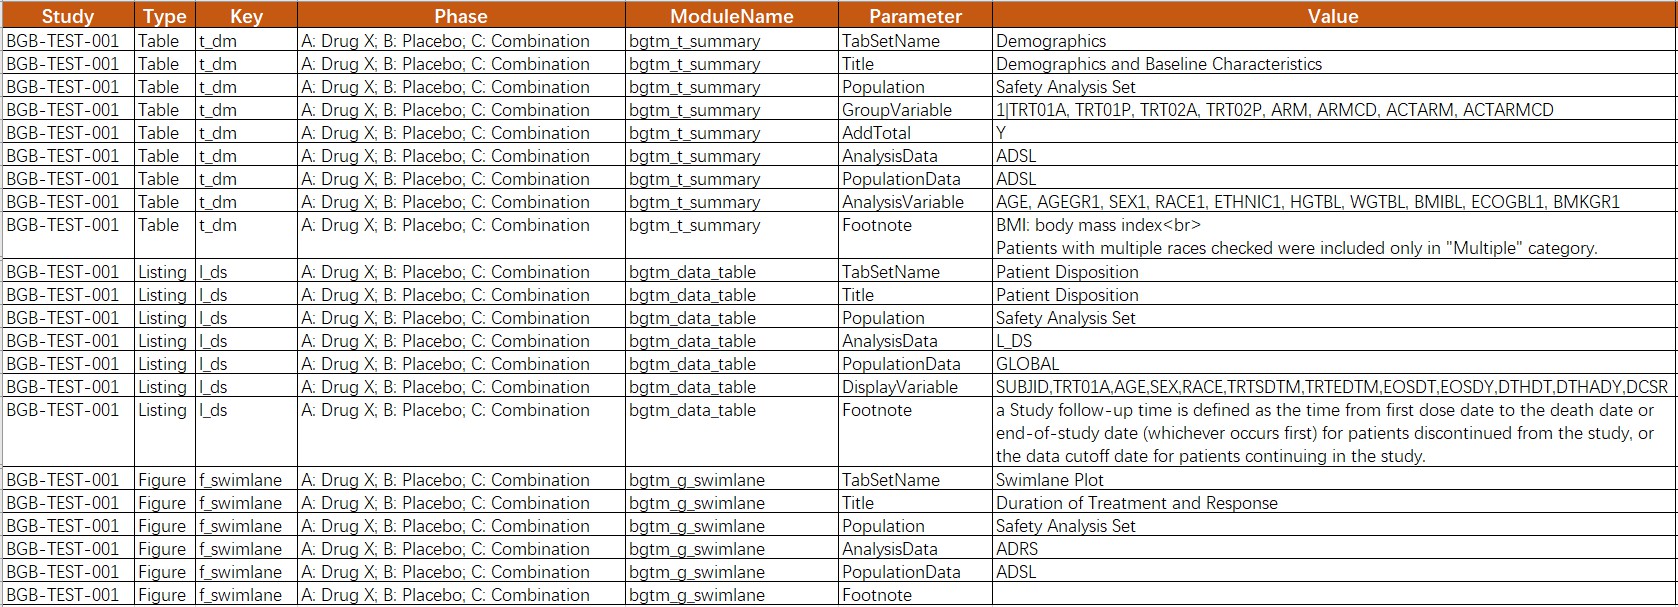 Study Type Key Phase ModuleName Parameter Value
BGB-TEST-001 Table t_dm A: Drug X; B: Placebo; C: Combination bgtm_t_summary TabSetName Demographics
BGB-TEST-001 Table t_dm A: Drug X; B: Placebo; C: Combination bgtm_t_summary Title Demographics and Baseline Characteristics
BGB-TEST-001 Table t_dm A: Drug X; B: Placebo; C: Combination bgtm_t_summary Population Safety Analysis Set
BGB-TEST-001 Table t_dm A: Drug X; B: Placebo; C: Combination bgtm_t_summary GroupVariable 1|TRT01A, TRT01P, TRT02A, TRT02P, ARM, ARMCD, ACTARM, ACTARMCD
BGB-TEST-001 Table t_dm A: Drug X; B: Placebo; C: Combination bgtm_t_summary AddTotal Y
BGB-TEST-001 Table t_dm A: Drug X; B: Placebo; C: Combination bgtm_t_summary AnalysisData ADSL
BGB-TEST-001 Table t_dm A: Drug X; B: Placebo; C: Combination bgtm_t_summary PopulationData ADSL
BGB-TEST-001 Table t_dm A: Drug X; B: Placebo; C: Combination bgtm_t_summary AnalysisVariable AGE, AGEGR1, SEX1, RACE1, ETHNIC1, HGTBL, WGTBL, BMIBL, ECOGBL1, BMKGR1
BGB-TEST-001 Table t_dm A: Drug X; B: Placebo; C: Combination bgtm_t_summary Footnote BMI: body mass index<br>
Patients with multiple races checked were included only in "Multiple" category.
BGB-TEST-001 Listing l_ds A: Drug X; B: Placebo; C: Combination bgtm_data_table TabSetName Patient Disposition
BGB-TEST-001 Listing l_ds A: Drug X; B: Placebo; C: Combination bgtm_data_table Title Patient Disposition
BGB-TEST-001 Listing l_ds A: Drug X; B: Placebo; C: Combination bgtm_data_table Population Safety Analysis Set
BGB-TEST-001 Listing l_ds A: Drug X; B: Placebo; C: Combination bgtm_data_table AnalysisData L_DS
BGB-TEST-001 Listing l_ds A: Drug X; B: Placebo; C: Combination bgtm_data_table PopulationData GLOBAL
BGB-TEST-001 Listing l_ds A: Drug X; B: Placebo; C: Combination bgtm_data_table DisplayVariable SUBJID,TRT01A,AGE,SEX,RACE,TRTSDTM,TRTEDTM,EOSDT,EOSDY,DTHDT,DTHADY,DCSR
BGB-TEST-001 Listing l_ds A: Drug X; B: Placebo; C: Combination bgtm_data_table Footnote a Study follow-up time is defined as the time from first dose date to the death date or
end-of-study date (whichever occurs first) for patients discontinued from the study, or
the data cutoff date for patients continuing in the study.
BGB-TEST-001 Figure f_swimlane A: Drug X; B: Placebo; C: Combination bgtm_g_swimlane TabSetName Swimlane Plot
BGB-TEST-001 Figure f_swimlane A: Drug X; B: Placebo; C: Combination bgtm_g_swimlane Title Duration of Treatment and Response
BGB-TEST-001 Figure f_swimlane A: Drug X; B: Placebo; C: Combination bgtm_g_swimlane Population Safety Analysis Set
BGB-TEST-001 Figure f_swimlane A: Drug X; B: Placebo; C: Combination bgtm_g_swimlane AnalysisData ADRS
BGB-TEST-001 Figure f_swimlane A: Drug X; B: Placebo; C: Combination bgtm_g_swimlane PopulationData ADSL
BGB-TEST-001 Figure f_swimlane A: Drug X; B: Placebo; C: Combination bgtm_g_swimlane Footnote